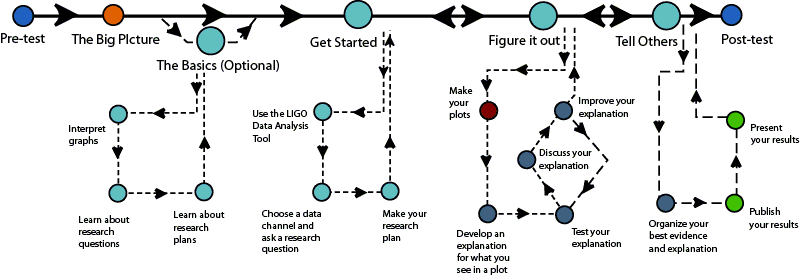 Pre-test
The Big PIcture
The Basics (Optional)
Get Started
Figure it out
Tell Others
Post-test
Interpret
graphs
Learn about
research
questions
Learn about
research
plans
Use the LIGO
Data Analysis
Tool
Choose a data
channel and
ask a research
question
Make your
research
plan
Make
your
plots
Develop an
explanation
for what you
see in a plot
Test your
explanation
Discuss your
explanation
Improve your
explanation
Organize your
best evidence
and explanation
Publish
your results
Present
your results